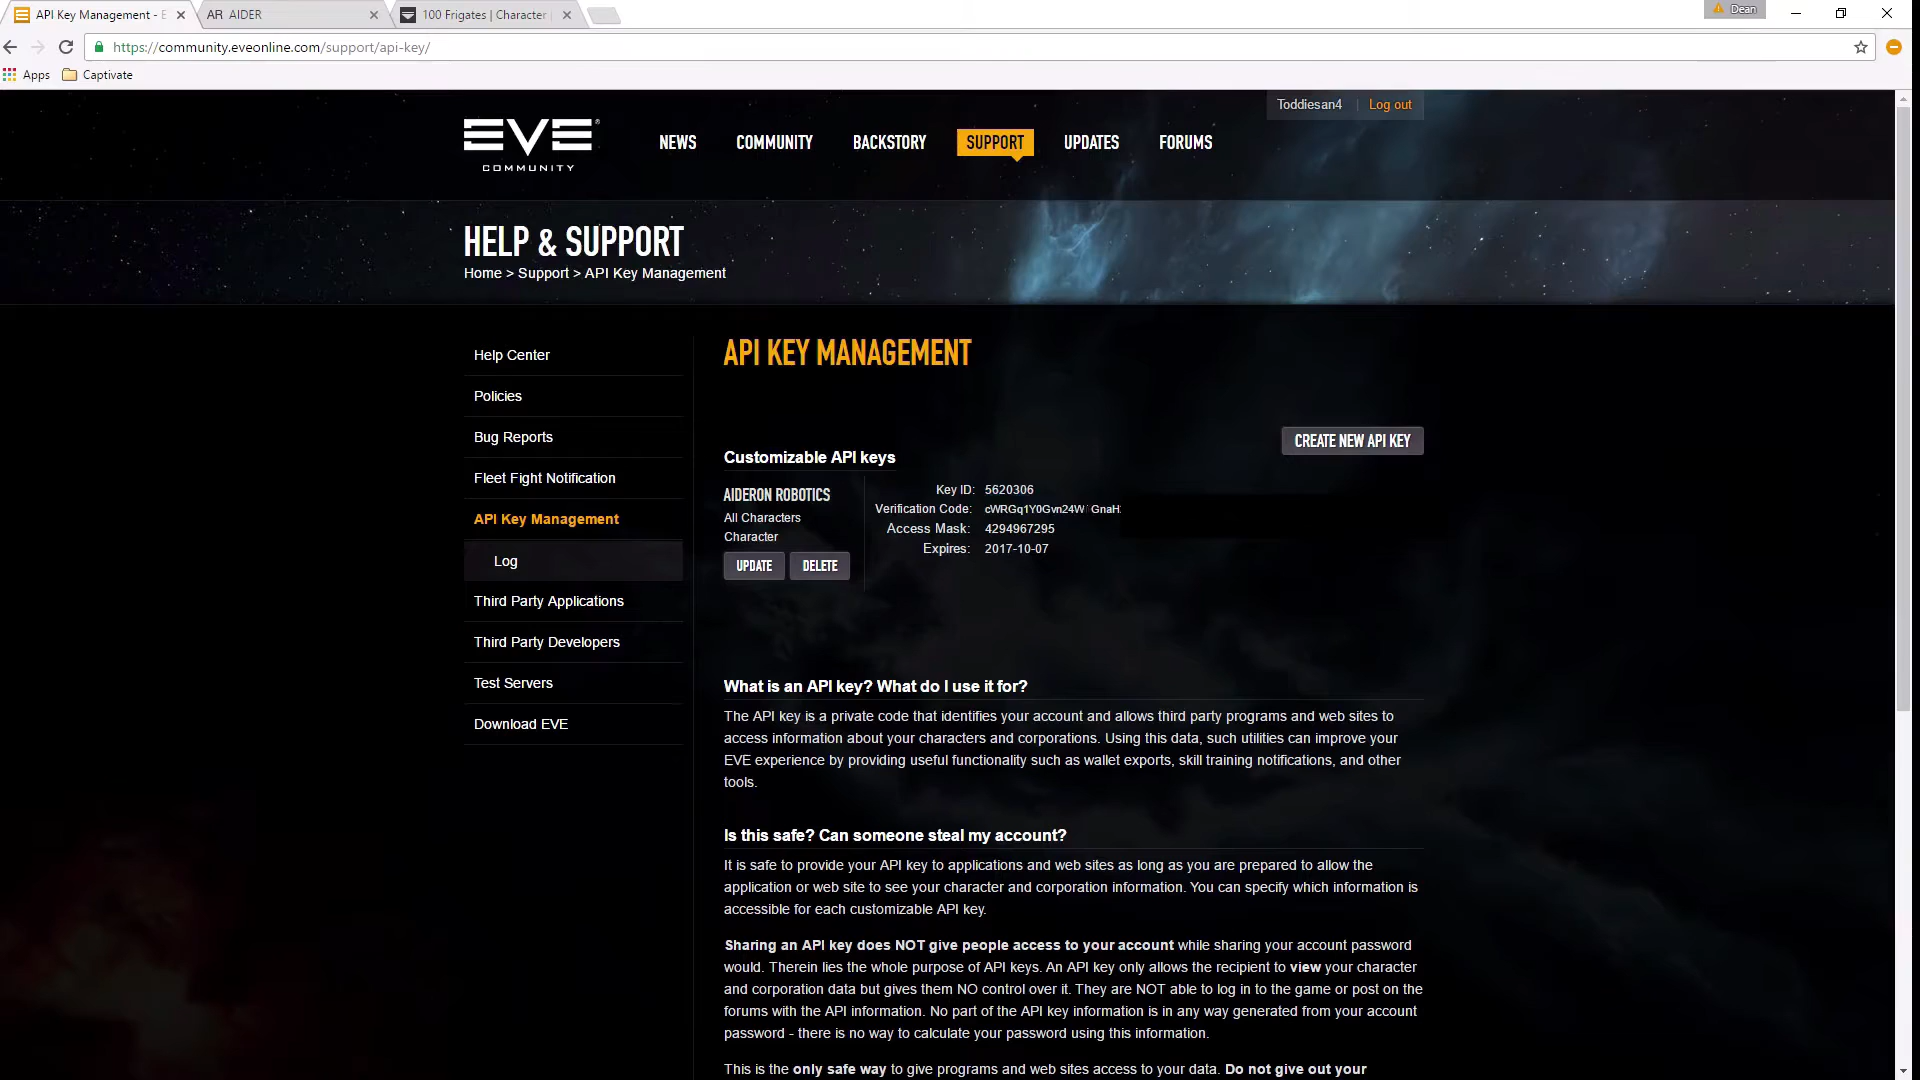 API Key Management - E
AR AIDER
100 Frigates | Character
Dean
https://community.eveonline.com/support/api-key/
Apps
Captivate
Toddiesan4
Log out
EVE
COMMUNITY
NEWS
COMMUNITY
BACKSTORY
SUPPORT
UPDATES
FORUMS
HELP & SUPPORT
Home > Support > API Key Management
Help Center
Policies
Bug Reports
Fleet Fight Notification
API Key Management
Log
Third Party Applications
Third Party Developers
Test Servers
Download EVE
API KEY MANAGEMENT
CREATE NEW API KEY
Customizable API keys
AIDERON ROBOTICS
All Characters
Character
UPDATE
DELETE
Key ID: 5620306
Verification Code:
Access Mask: 4294967295
Expires: 2017-10-07
What is an API key? What do I use it for?
The API key is a private code that identifies your account and allows third party programs and web sites to
access information about your characters and corporations. Using this data, such utilities can improve your
EVE experience by providing useful functionality such as wallet exports, skill training notifications, and other
tools.
Is this safe? Can someone steal my account?
It is safe to provide your API key to applications and web sites as long as you are prepared to allow the
application or web site to see your character and corporation information. You can specify which information is
accessible for each customizable API key.
Sharing an API key does NOT give people access to your account while sharing your account password
would. Therein lies the whole purpose of API keys. An API key only allows the recipient to view your character
and corporation data but gives them NO control over it. They are NOT able to log in to the game or post on the
forums with the API information. No part of the API key information is in any way generated from your account
password - there is no way to calculate your password using this information.
This is the only safe way to give programs and web sites access to your data. Do not give out your